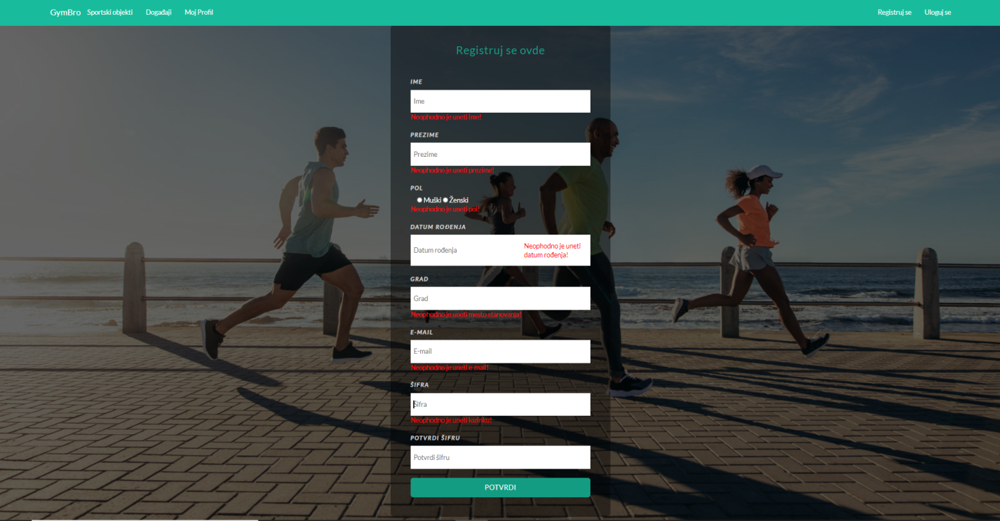 GymBro Sportski objekti Događaji Moj Profil Registruj se Uloguj se
Registruj se ovde
IME
Ime
Neophodno je uneti ime!
PREZIME
Prezime
Neophodno je uneti prezime!
POL
Muški Ženski
Neophodno je uneti pol!
DATUM ROĐENJA
Datum rođenja
Neophodno je uneti
datum rođenja!
GRAD
Grad
Neophodno je uneti mesto stanovanja!
E-MAIL
E-mail
Neophodno je uneti e-mail!
ŠIFRA
Šifra
Neophodno je uneti lozinku!
POTVRDI ŠIFRU
Potvrdi šifru
POTVRDI